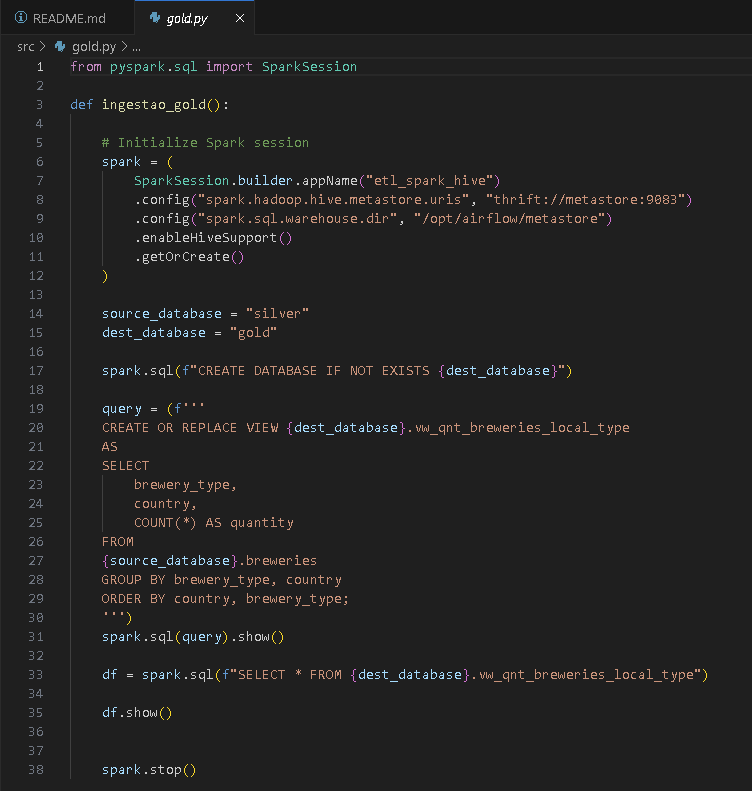 README.md gold.py ×
src > gold.py > ...
1 from pyspark.sql import SparkSession
2
3 def ingestao_gold():
4
5     # Initialize Spark session
6     spark = (
7         SparkSession.builder.appName("etl_spark_hive")
8         .config("spark.hadoop.hive.metastore.uris", "thrift://metastore:9083")
9         .config("spark.sql.warehouse.dir", "/opt/airflow/metastore")
10         .enableHiveSupport()
11         .getOrCreate()
12     )
13
14     source_database = "silver"
15     dest_database = "gold"
16
17     spark.sql(f"CREATE DATABASE IF NOT EXISTS {dest_database}")
18
19     query = (f'''
20     CREATE OR REPLACE VIEW {dest_database}.vw_qnt_breweries_local_type
21     AS
22     SELECT
23         brewery_type,
24         country,
25         COUNT(*) AS quantity
26     FROM
27     {source_database}.breweries
28     GROUP BY brewery_type, country
29     ORDER BY country, brewery_type;
30     ''')
31     spark.sql(query).show()
32
33     df = spark.sql(f"SELECT * FROM {dest_database}.vw_qnt_breweries_local_type")
34
35     df.show()
36
37
38     spark.stop()